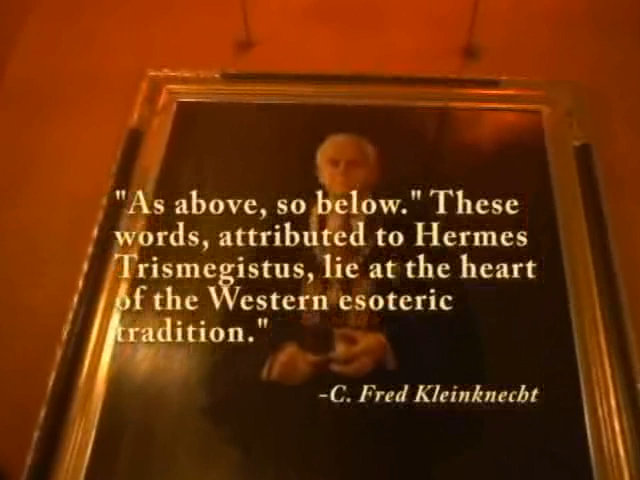 "As above, so below." These
words, attributed to Hermes
Trismegistus, lie at the heart
of the Western esoteric
tradition."
-C. Fred Kleinknecht